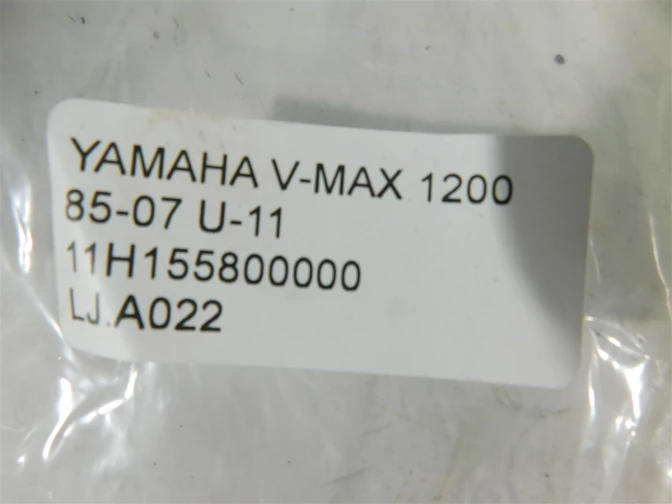 YAMAHA V-MAX 1200
85-07 U-11
11H155800000
LJ.A022